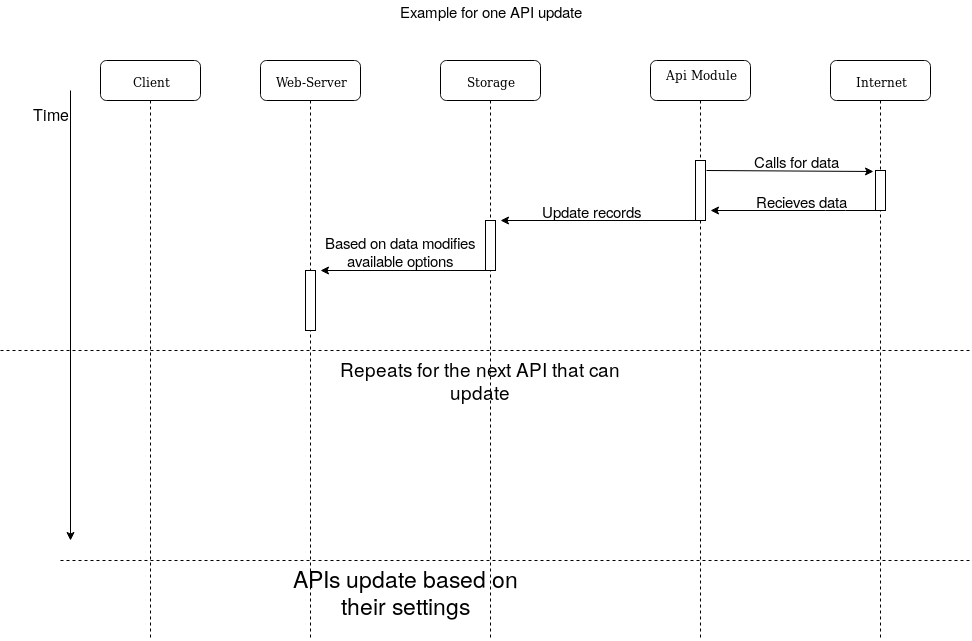 Example for one API update
Client
Web-Server
Storage
Api Module
Internet
TIme
Calls for data
Recieves data
Update records
Based on data modifies
available options
Repeats for the next API that can
update
APIs update based on
their settings